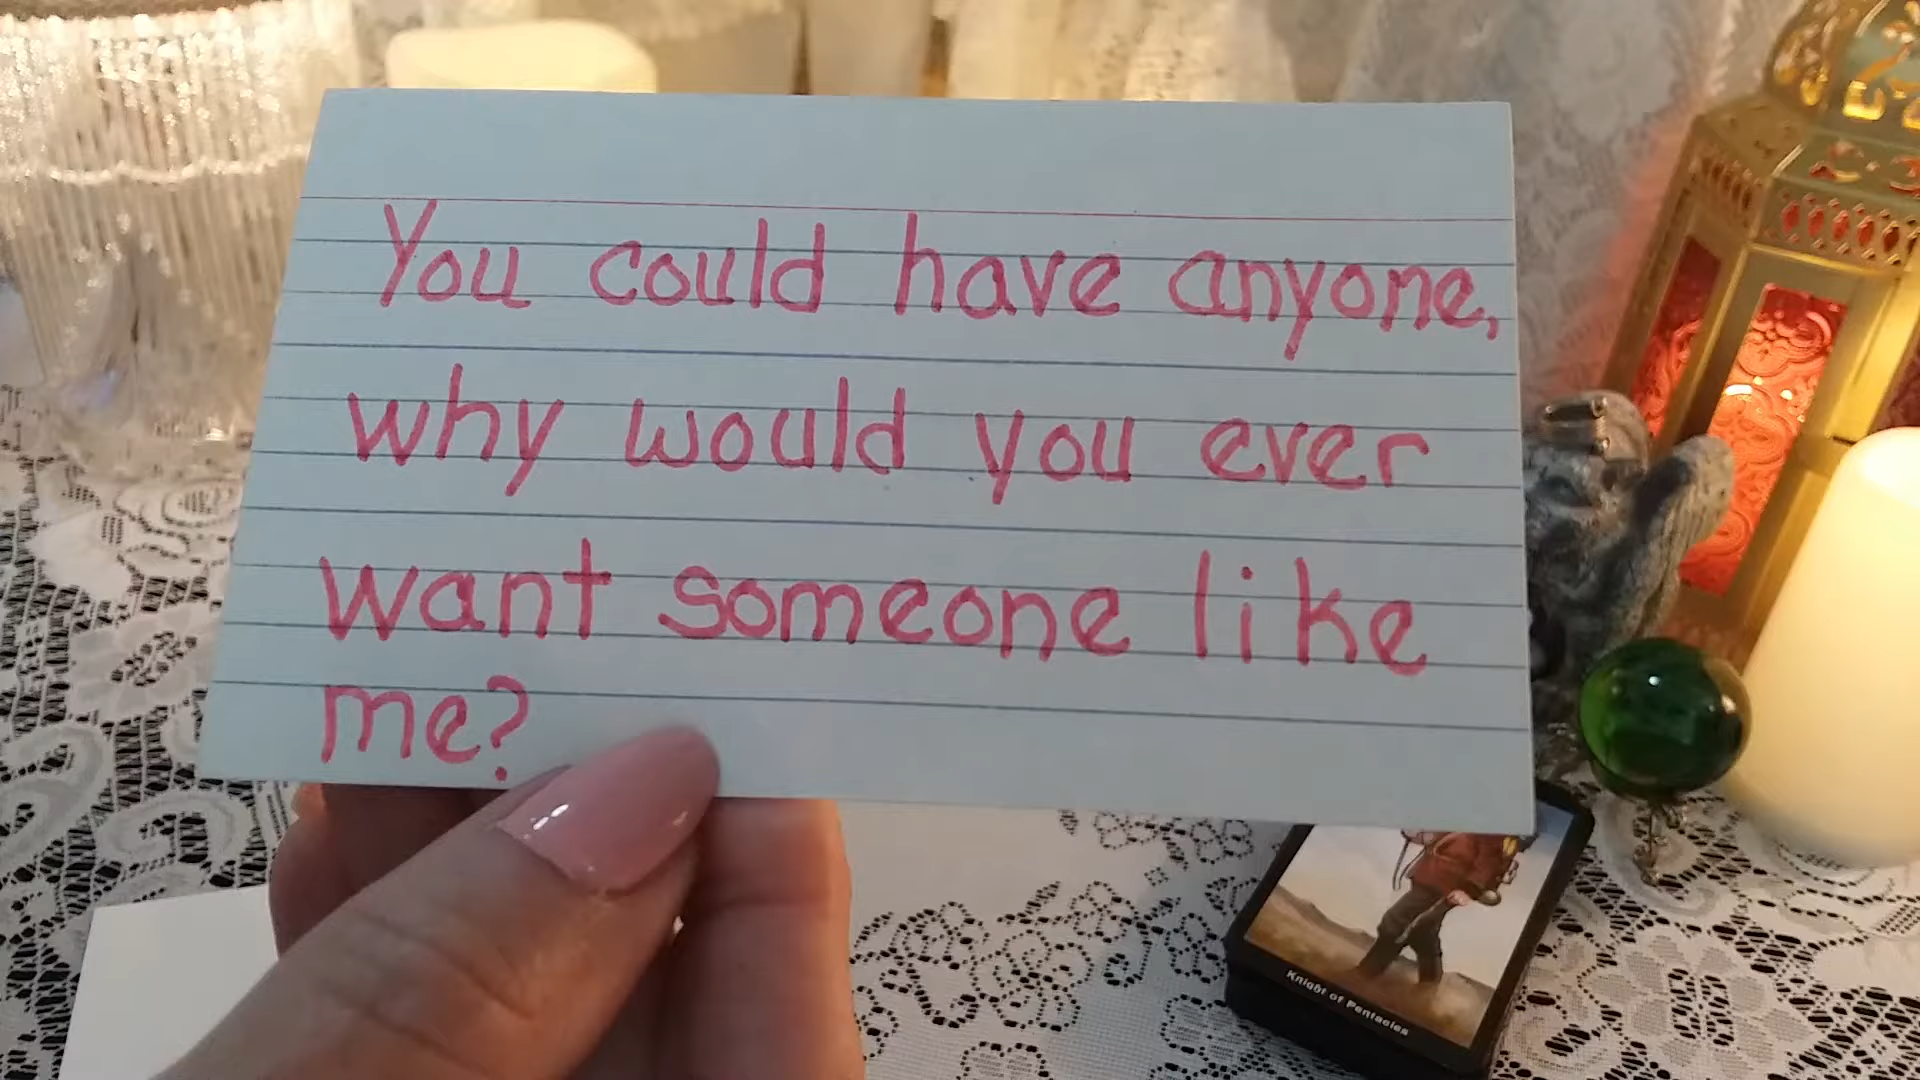 You could have anyone,
why would you ever
want someone like
me?
Knight of Pentacles